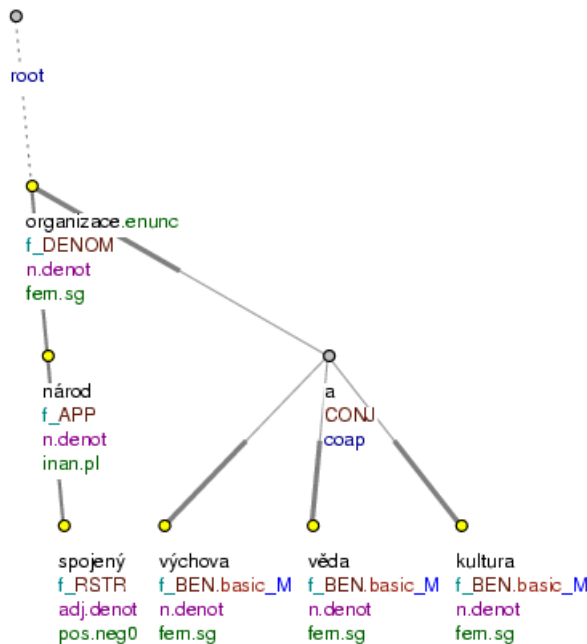 root
organizace.enunc
f_DENOM
n.denot
fem.sg
národ
f_APP
n.denot
inan.pl
a
CONJ
coap
spojený
f_RSTR
adj.denot
pos.neg0
výchova
f_BEN.basic_M
n.denot
fem.sg
věda
f_BEN.basic_M
n.denot
fem.sg
kultura
f_BEN.basic_M
n.denot
fem.sg